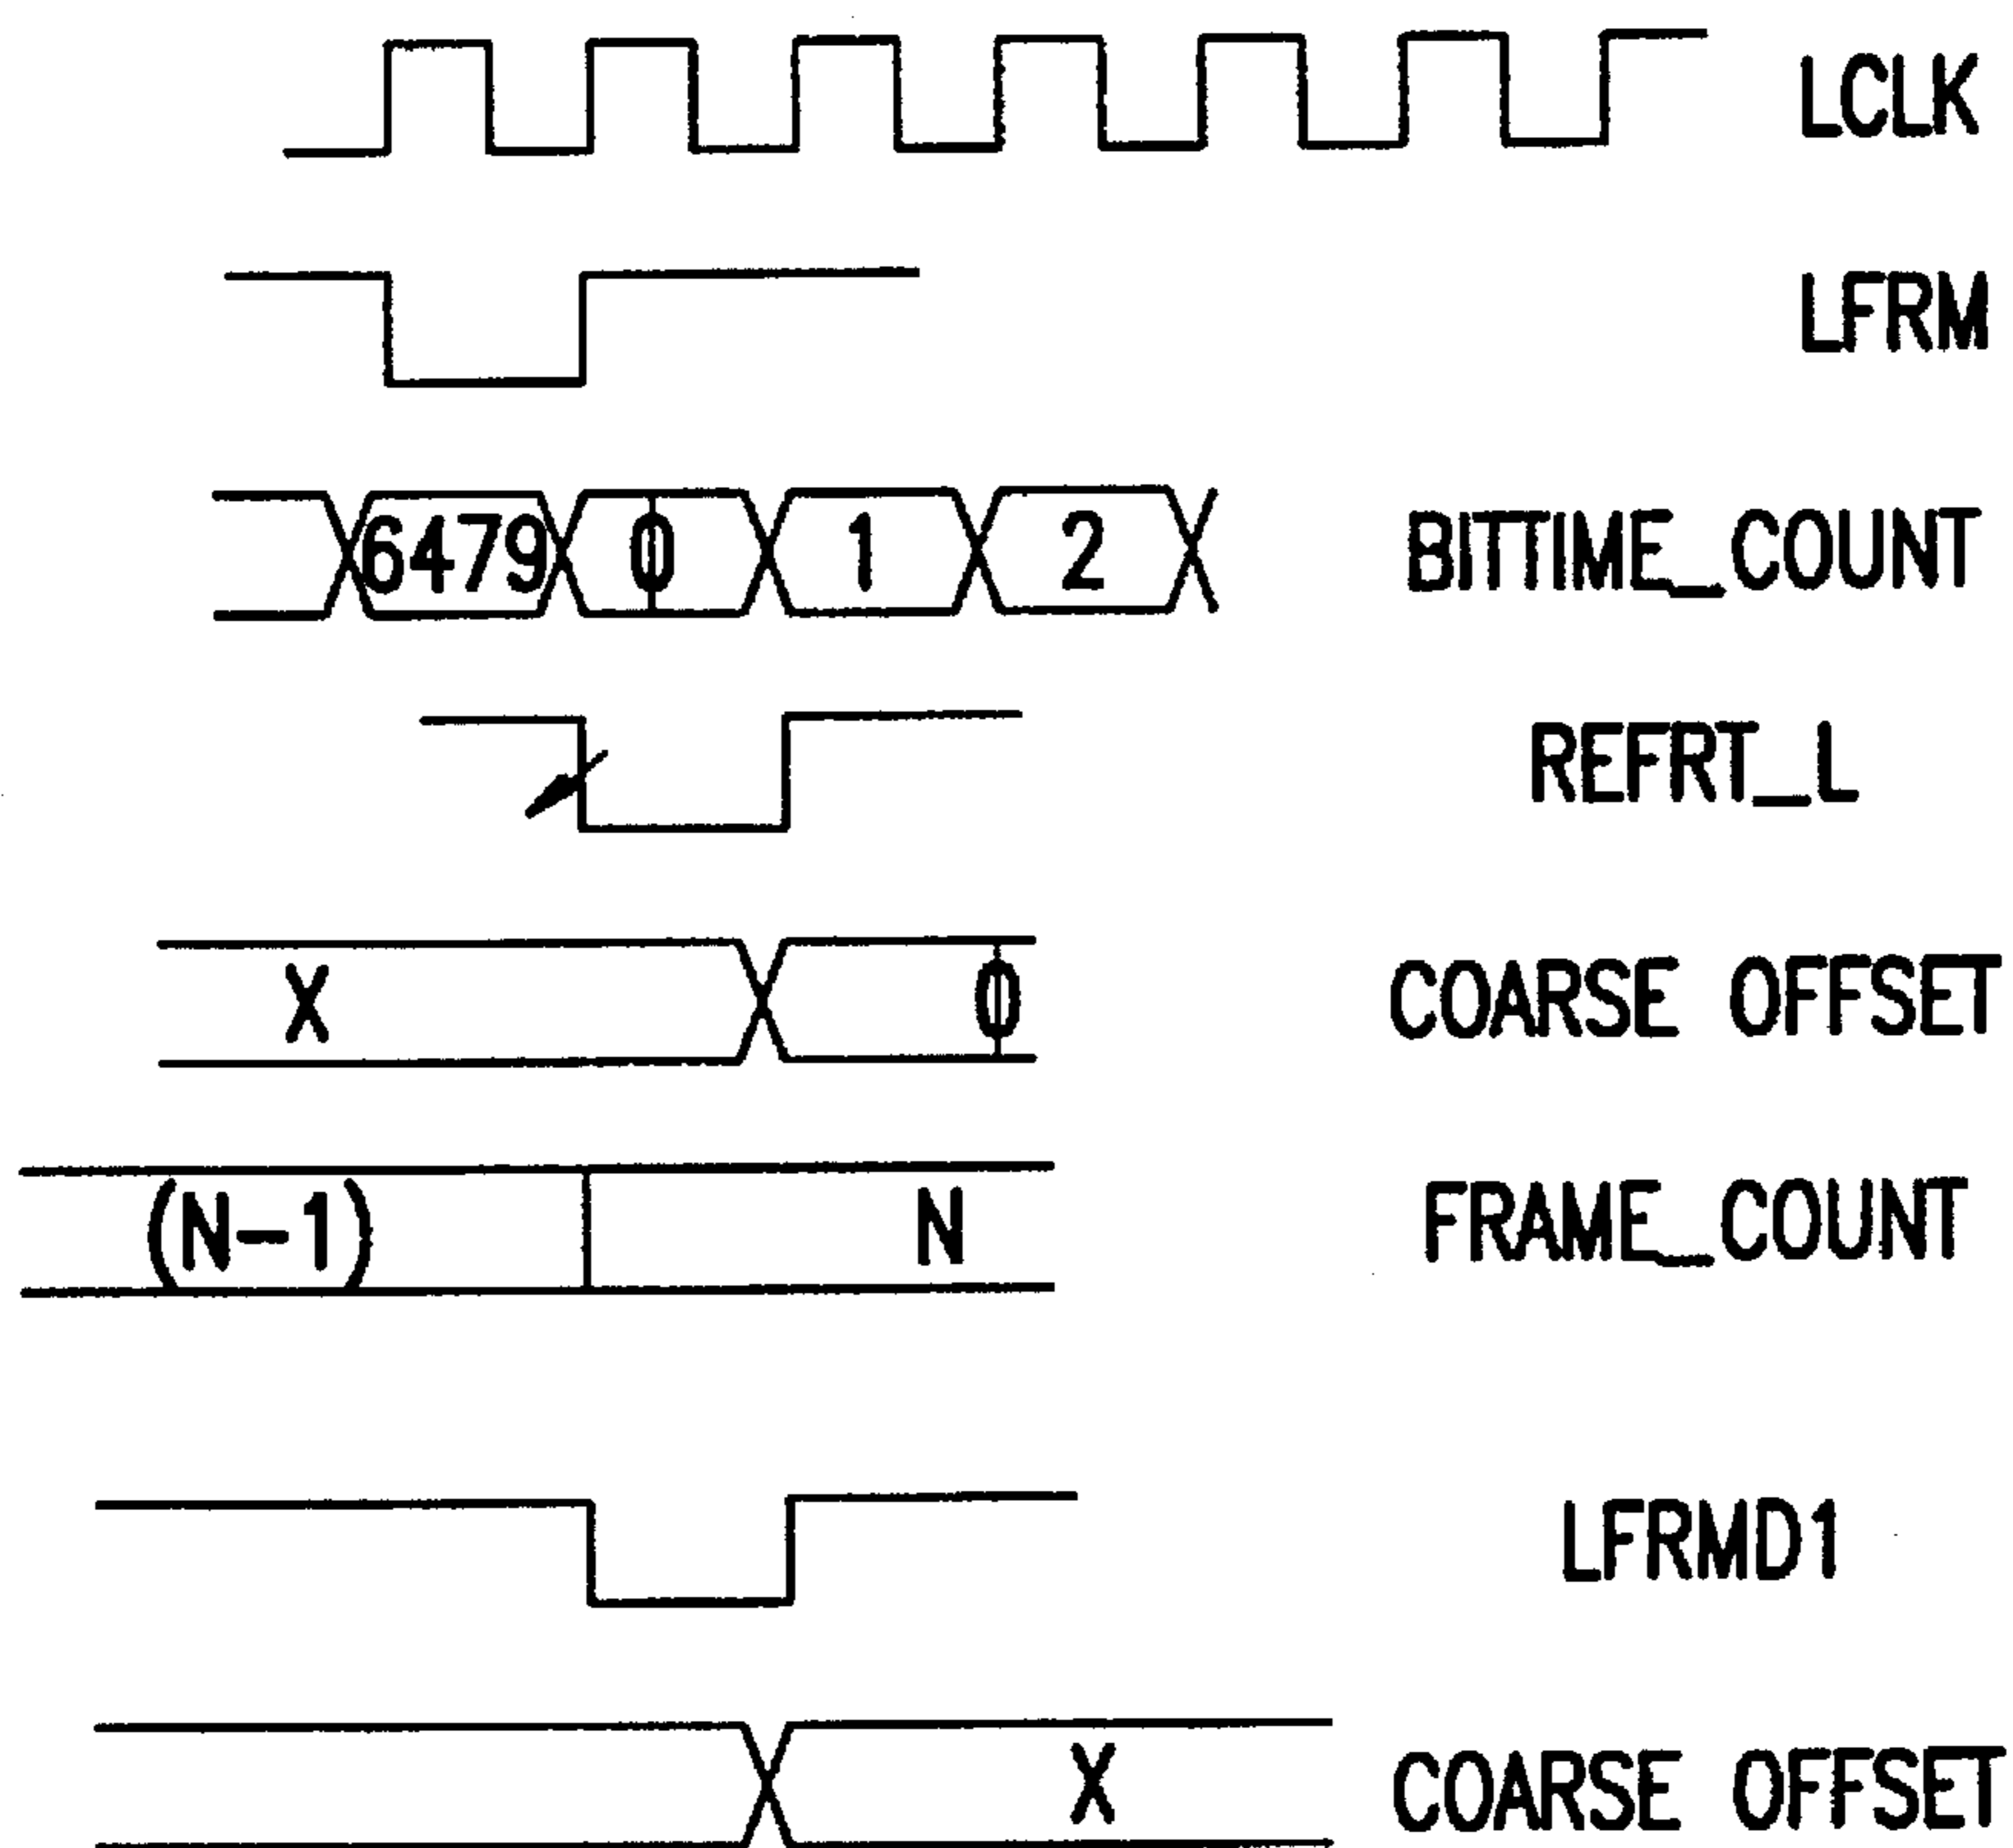 LCLK
LFRM
6479 0 1 2 BITTIME_COUNT
REFRT_L
X 0 COARSE OFFSET
(N-1) N FRAME_COUNT
LFRMD1
X COARSE OFFSET